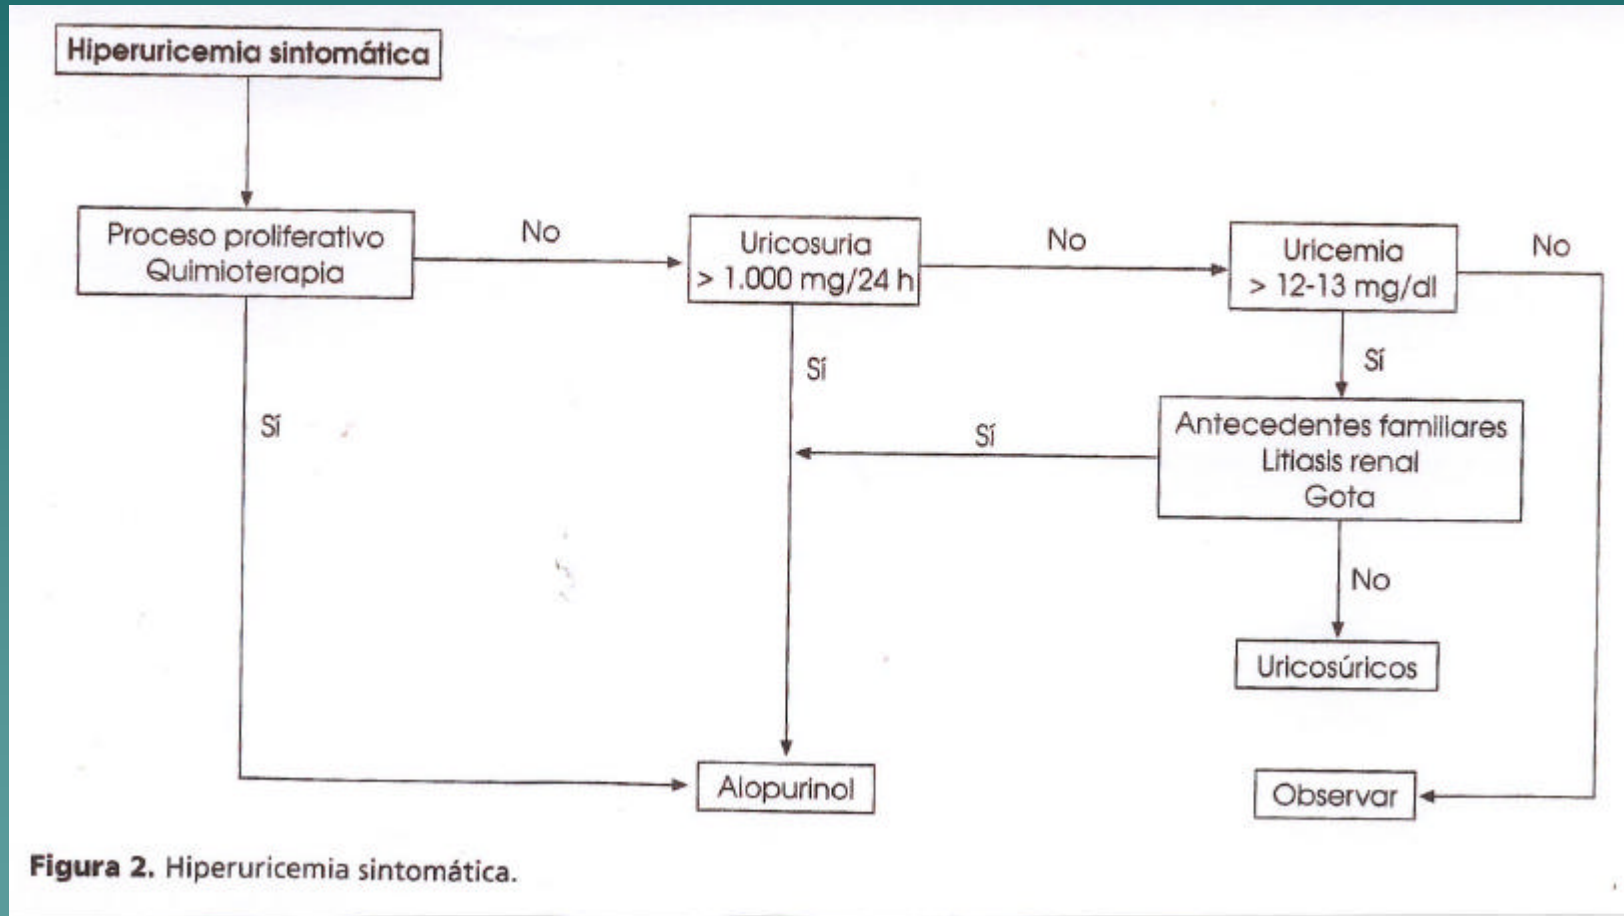 Hiperuricemia sintomática
Proceso proliferativo
Quimioterapia
No
Uricosuria
> 1.000 mg/24 h
No
Uricemia
> 12-13 mg/dl
No
Sí
Sí
Sí
Antecedentes familiares
Litiasis renal
Gota
Sí
No
Uricosúricos
Alopurinol
Observar
Figura 2. Hiperuricemia sintomática.